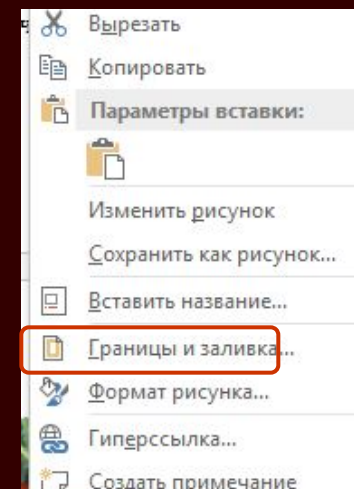 Вырезать
Копировать
Параметры вставки:
Изменить рисунок
Сохранить как рисунок...
Вставить название...
Границы и заливка...
Формат рисунка...
Гиперссылка...
Создать примечание